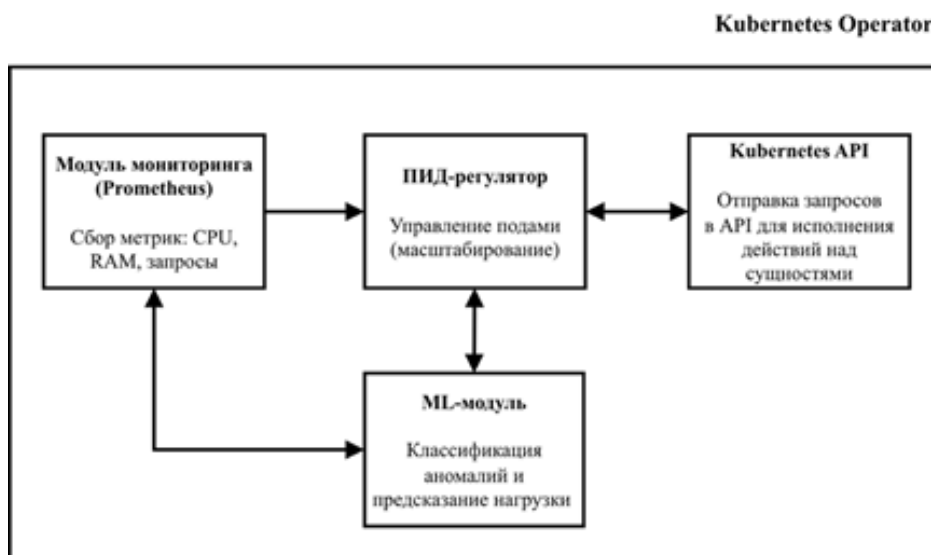 Kubernetes Operator
Модуль мониторинга
(Prometheus)
Сбор метрик: CPU,
RAM, запросы
ПИД-регулятор
Управление подами
(масштабирование)
Kubernetes API
Отправка запросов
в API для исполнения
действий над
сущностями
ML-модуль
Классификация
аномалий и
предсказание нагрузки